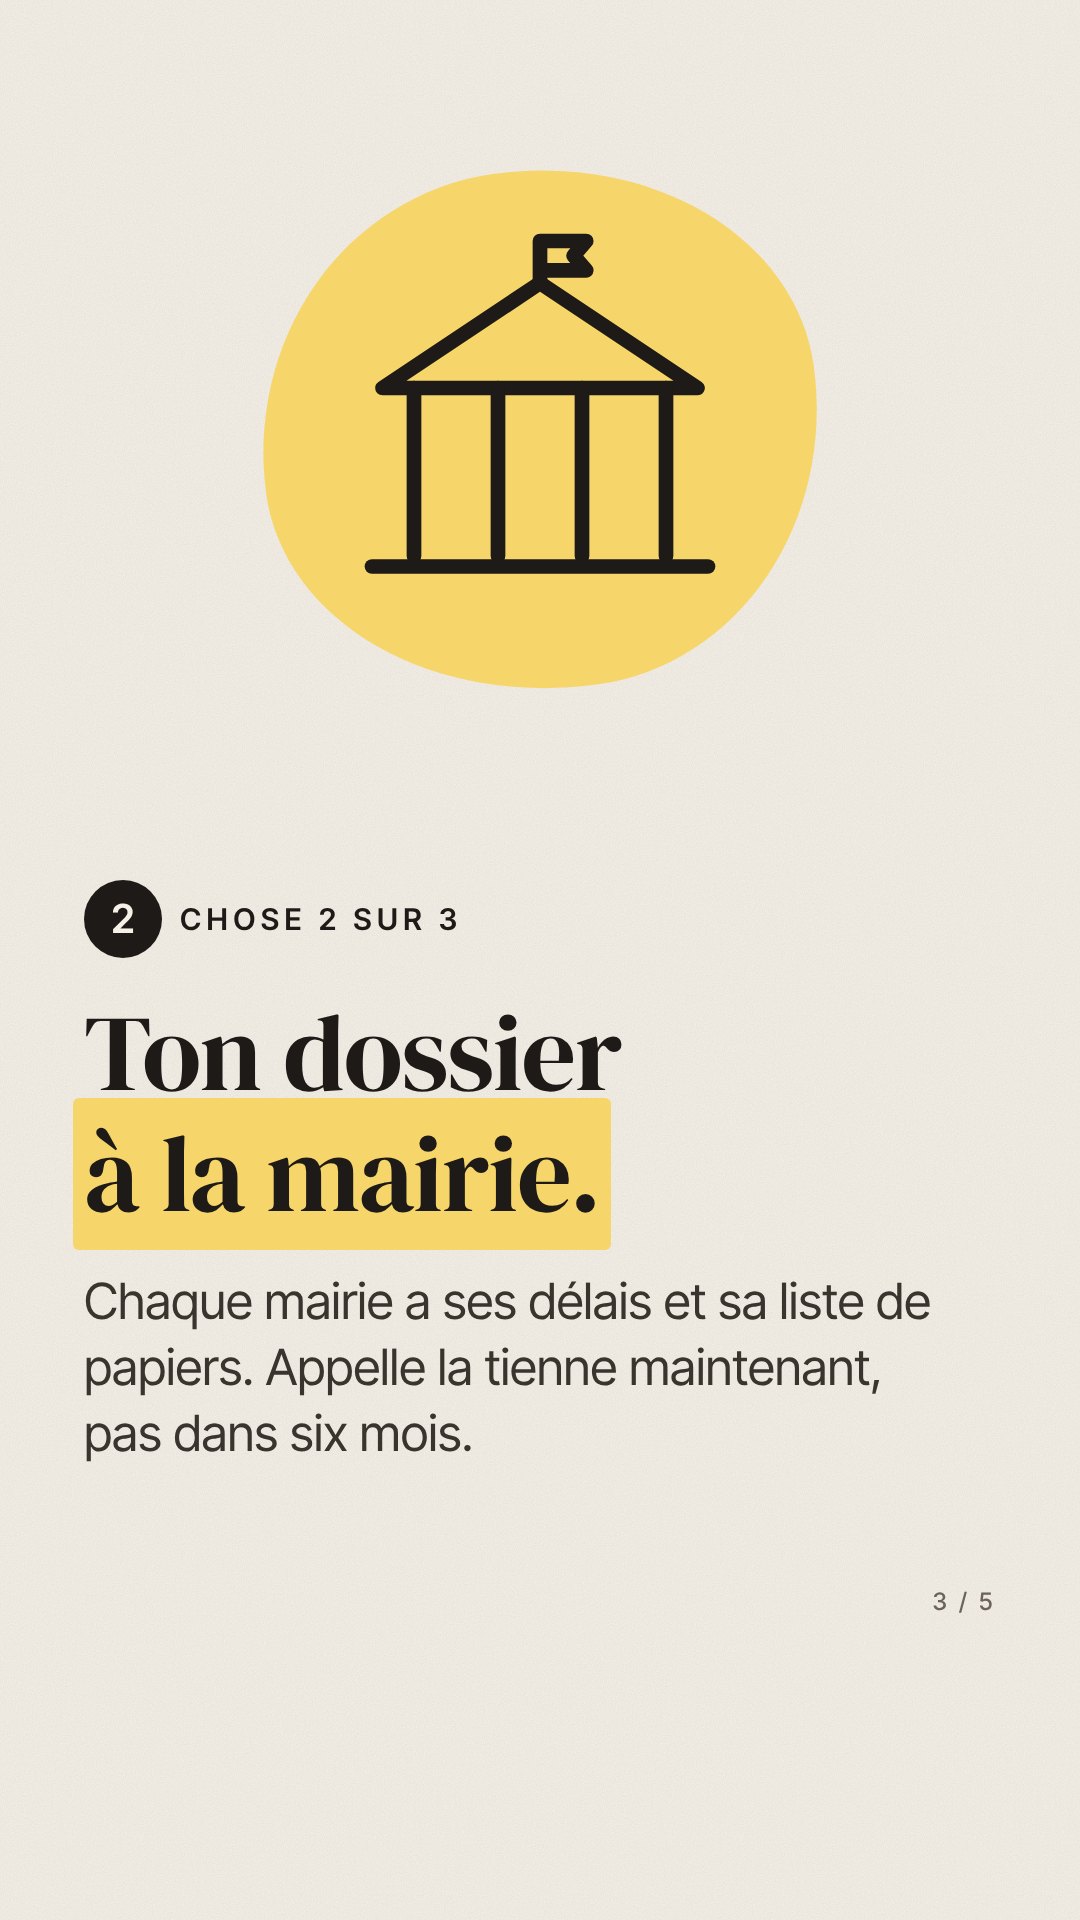 2 CHOSE 2 SUR 3
Ton dossier
à la mairie.
Chaque mairie a ses délais et sa liste de
papiers. Appelle la tienne maintenant,
pas dans six mois.
3 / 5